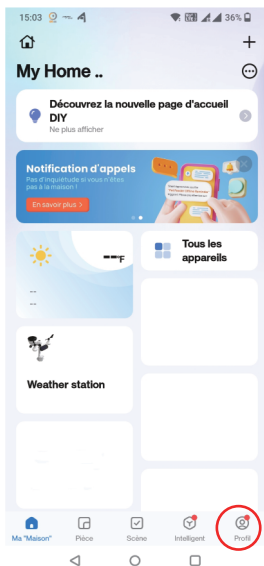 15:03
36%
My Home ..
Découvrez la nouvelle page d'accueil
DIY
Ne plus afficher
Notification d'appels
Pas d'inquiétude si vous n'êtes
pas à la maison !
En savoir plus >
--°F
--
--
Tous les
appareils
Weather station
Ma "Maison"
Pièce
Scène
Intelligent
Profil